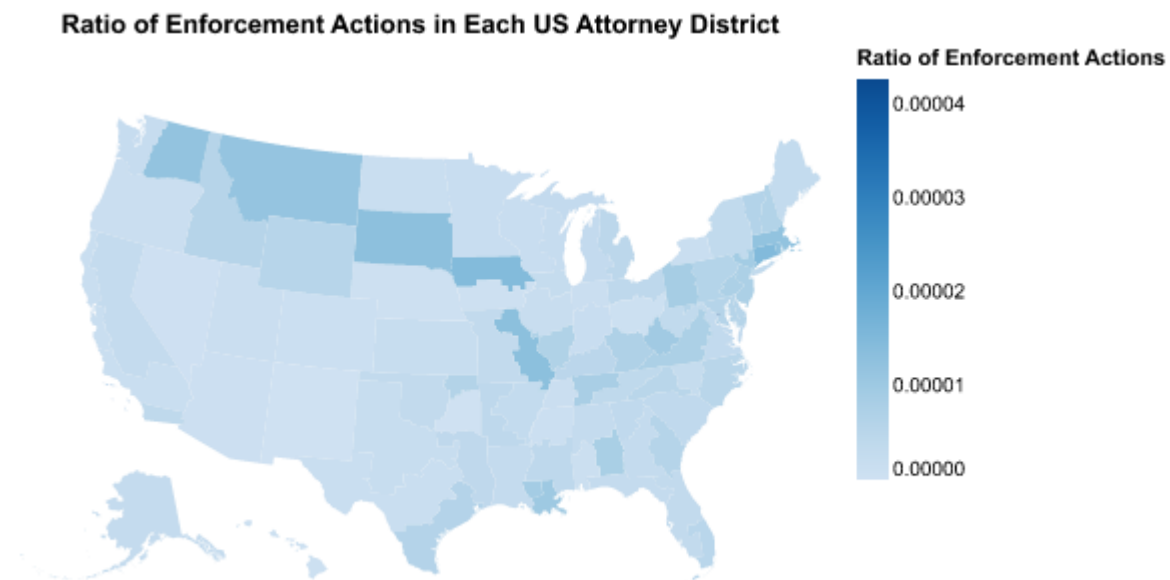 Ratio of Enforcement Actions in Each US Attorney District
Ratio of Enforcement Actions
0.00004
0.00003
0.00002
0.00001
0.00000